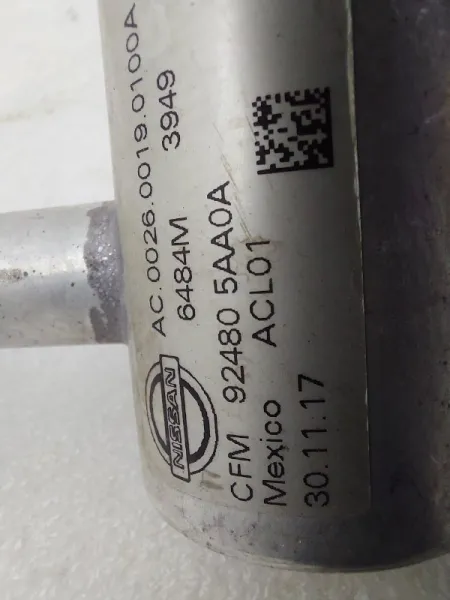 AC.0026.0019.0100A
6484M 3949
NISSAN
CFM 92480 5AA0A
Mexico ACL01
30.11.17